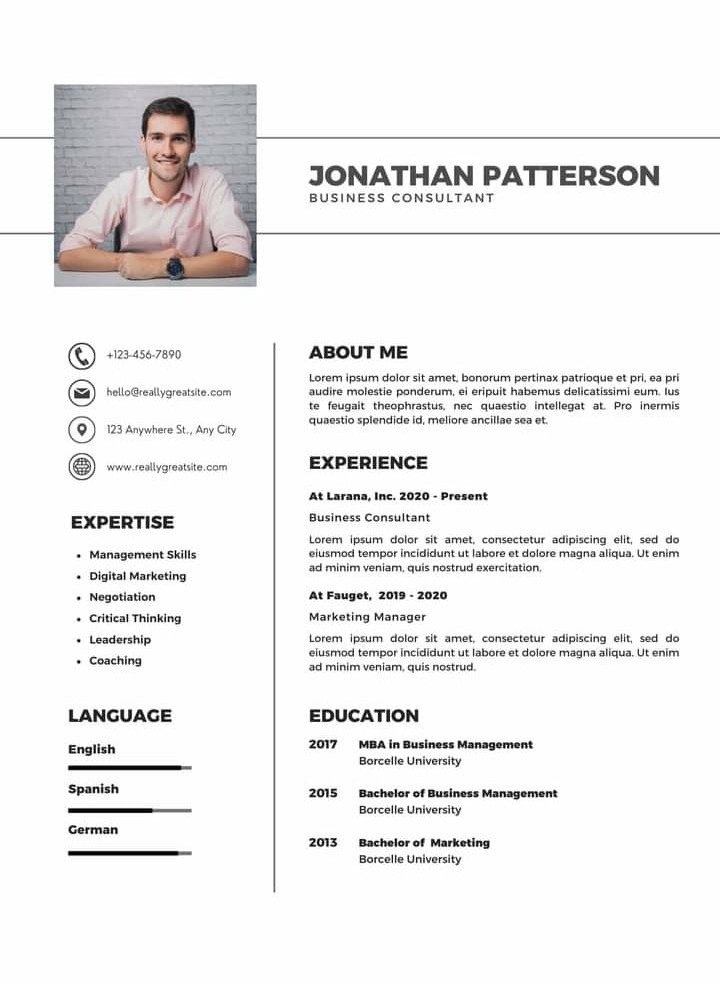 JONATHAN PATTERSON
BUSINESS CONSULTANT
+123-456-7890
hello@reallygreatsite.com
123 Anywhere St., Any City
www.reallygreatsite.com
EXPERTISE
• Management Skills
• Digital Marketing
• Negotiation
• Critical Thinking
• Leadership
• Coaching
LANGUAGE
English
Spanish
German
ABOUT ME
Lorem ipsum dolor sit amet, bonorum pertinax patrioque et pri, ea pri
audire molestie ponderum, ei eripuit habemus delicatissimi eum. Ius
te feugait theophrastus, nec quaestio intellegat at. Pro inermis
quaestio splendide id, meliore ancillae sea et.
EXPERIENCE
At Larana, Inc. 2020 - Present
Business Consultant
Lorem ipsum dolor sit amet, consectetur adipiscing elit, sed do
eiusmod tempor incididunt ut labore et dolore magna aliqua. Ut enim
ad minim veniam, quis nostrud exercitation.
At Fauget, 2019 - 2020
Marketing Manager
Lorem ipsum dolor sit amet, consectetur adipiscing elit, sed do
eiusmod tempor incididunt ut labore et dolore magna aliqua. Ut enim
ad minim veniam, quis nostrud.
EDUCATION
2017 MBA in Business Management
Borcelle University
2015 Bachelor of Business Management
Borcelle University
2013 Bachelor of Marketing
Borcelle University